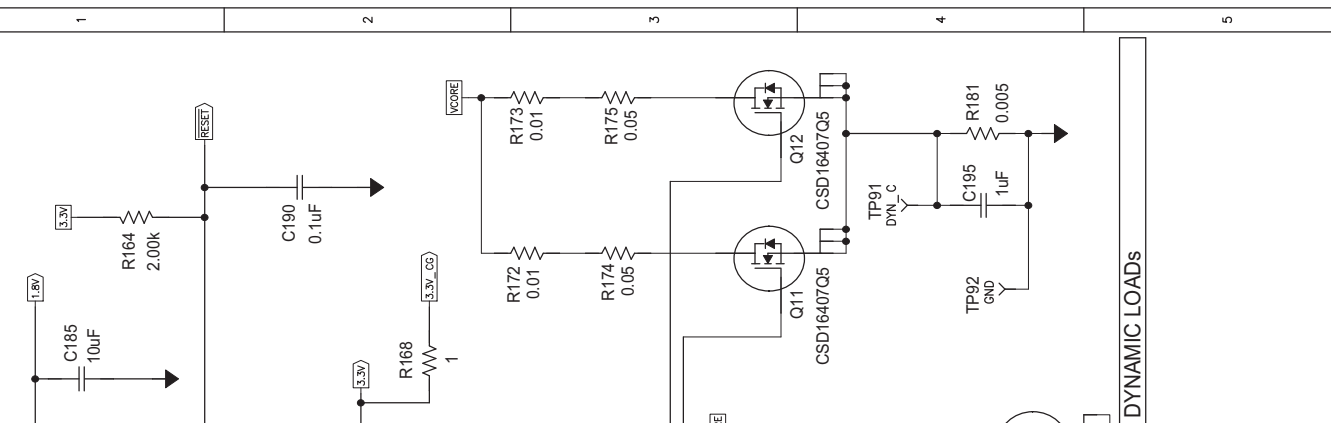 1
2
3
4
5
RESET
3.3V
R164
2.00k
C190
0.1uF
1.8V
C185
10uF
3.3V_CG
R168
1
3.3V
VCORE
R173
0.01
R175
0.05
Q12
CSD16407Q5
R172
0.01
R174
0.05
Q11
CSD16407Q5
R181
0.005
C195
1uF
TP91
DYN_C
TP92
GND
DYNAMIC LOADs